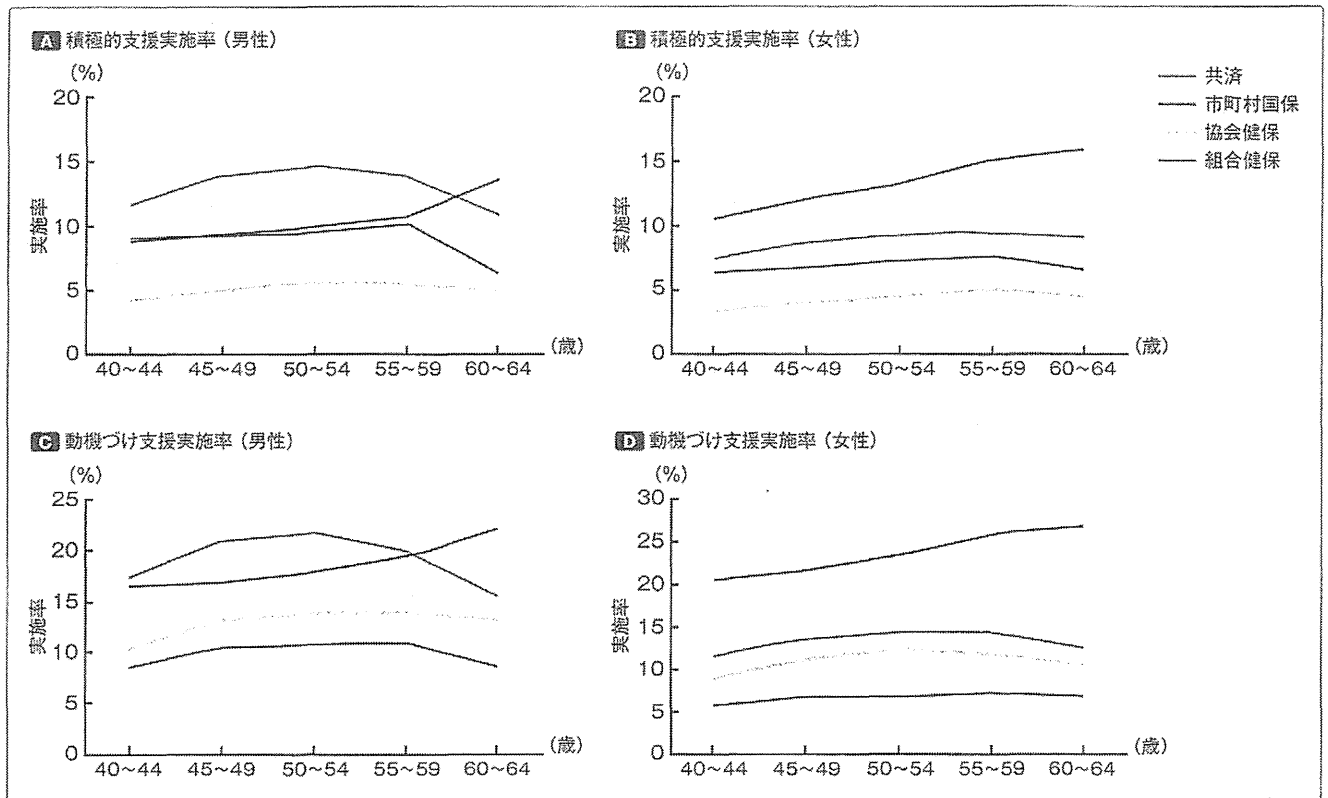 A 積極的支援実施率（男性）
(%)
20
15
10
5
0
実施率
40~44 45~49 50~54 55~59 60~64
(歳)
B 積極的支援実施率（女性）
(%)
20
15
10
5
0
実施率
40~44 45~49 50~54 55~59 60~64
(歳)
共済
市町村国保
協会健保
組合健保
C 動機づけ支援実施率（男性）
(%)
25
20
15
10
5
0
実施率
40~44 45~49 50~54 55~59 60~64
(歳)
D 動機づけ支援実施率（女性）
(%)
30
25
20
15
10
5
0
実施率
40~44 45~49 50~54 55~59 60~64
(歳)